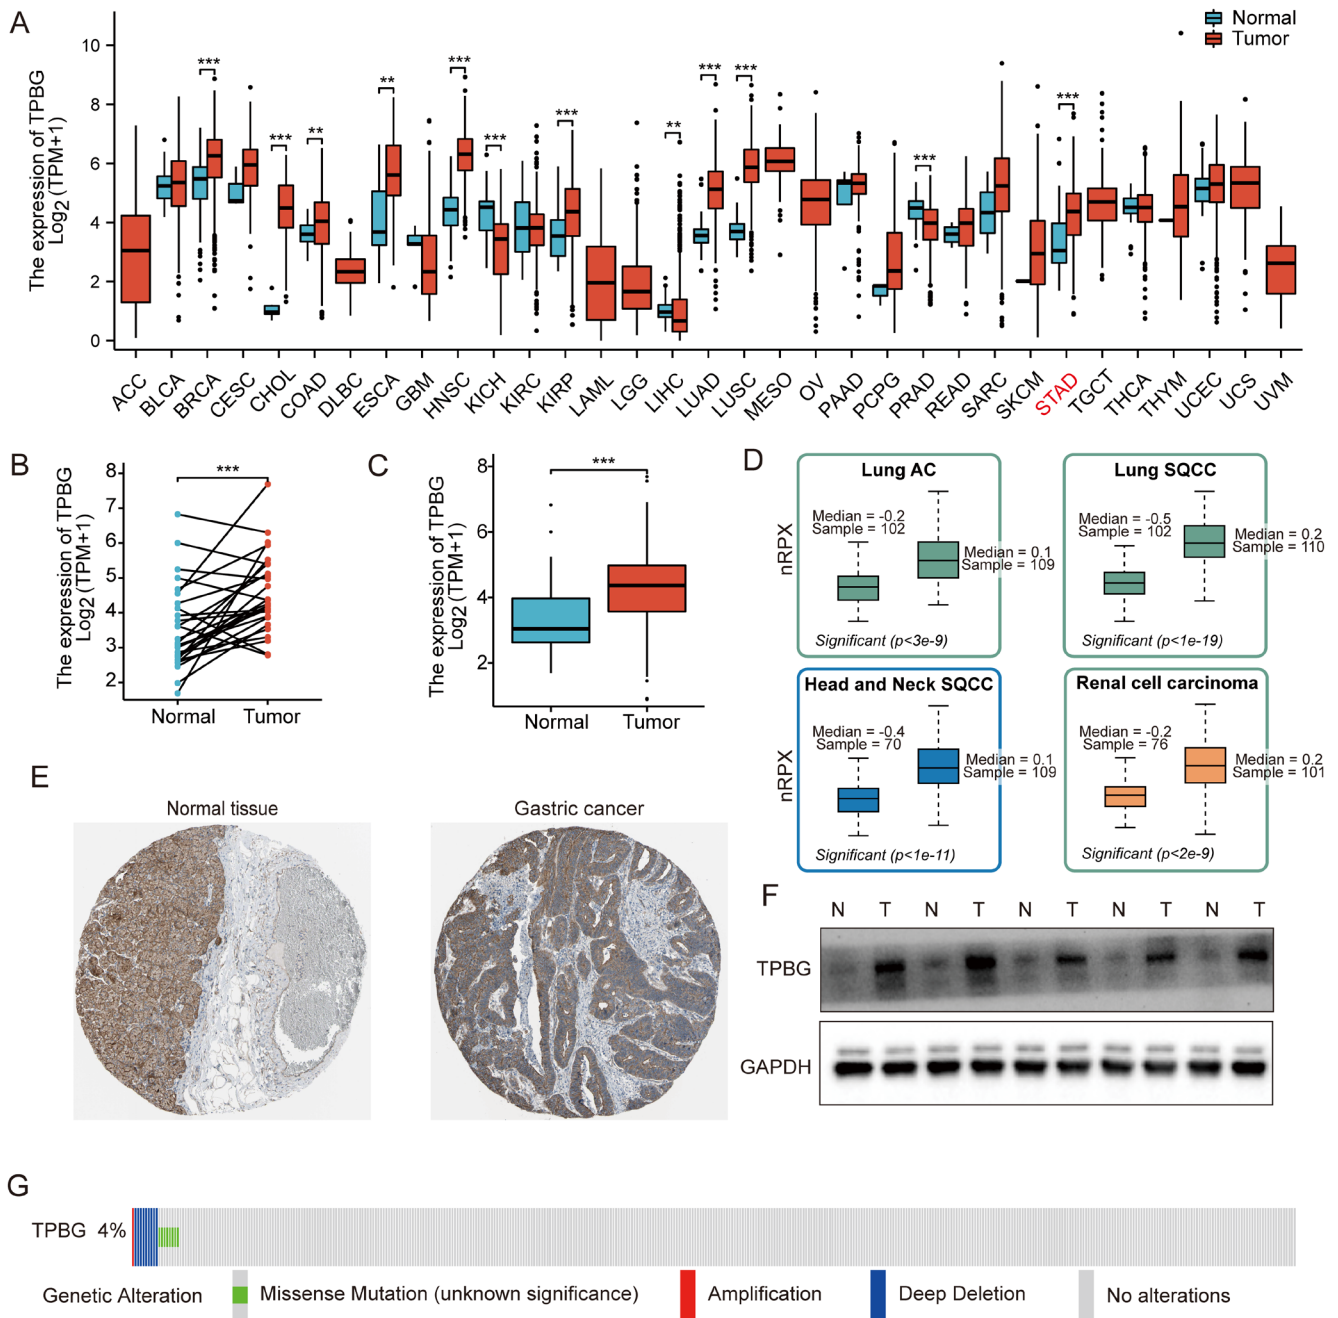 A
Normal
Tumor
The expression of TPBG
Log2 (TPM+1)
10
8
6
4
2
0
*** *** ** ** *** *** *** ** *** *** *** ***
ACC BLCA BRCA CESC CHOL COAD DLBC ESCA GBM HNSC KICH KIRC KIRP LAML LGG LIHC LUAD LUSC MESO OV PAAD PCPG PRAD READ SARC SKCM STAD TGCT THCA THYM UCEC UCS UVM
B
The expression of TPBG
Log2 (TPM+1)
8
7
6
5
4
3
2
***
Normal Tumor
C
The expression of TPBG
Log2 (TPM+1)
8
6
4
2
***
Normal Tumor
D
nRPX
Lung AC
Median = -0.2
Sample = 102
Median = 0.1
Sample = 109
Significant (p<3e-9)
Lung SQCC
Median = -0.5
Sample = 102
Median = 0.2
Sample = 110
Significant (p<1e-19)
nRPX
Head and Neck SQCC
Median = -0.4
Sample = 70
Median = 0.1
Sample = 109
Significant (p<1e-11)
Renal cell carcinoma
Median = -0.2
Sample = 76
Median = 0.2
Sample = 101
Significant (p<2e-9)
E
Normal tissue
Gastric cancer
F
N T N T N T N T N T
TPBG
GAPDH
G
TPBG 4%
Genetic Alteration
Missense Mutation (unknown significance)
Amplification
Deep Deletion
No alterations